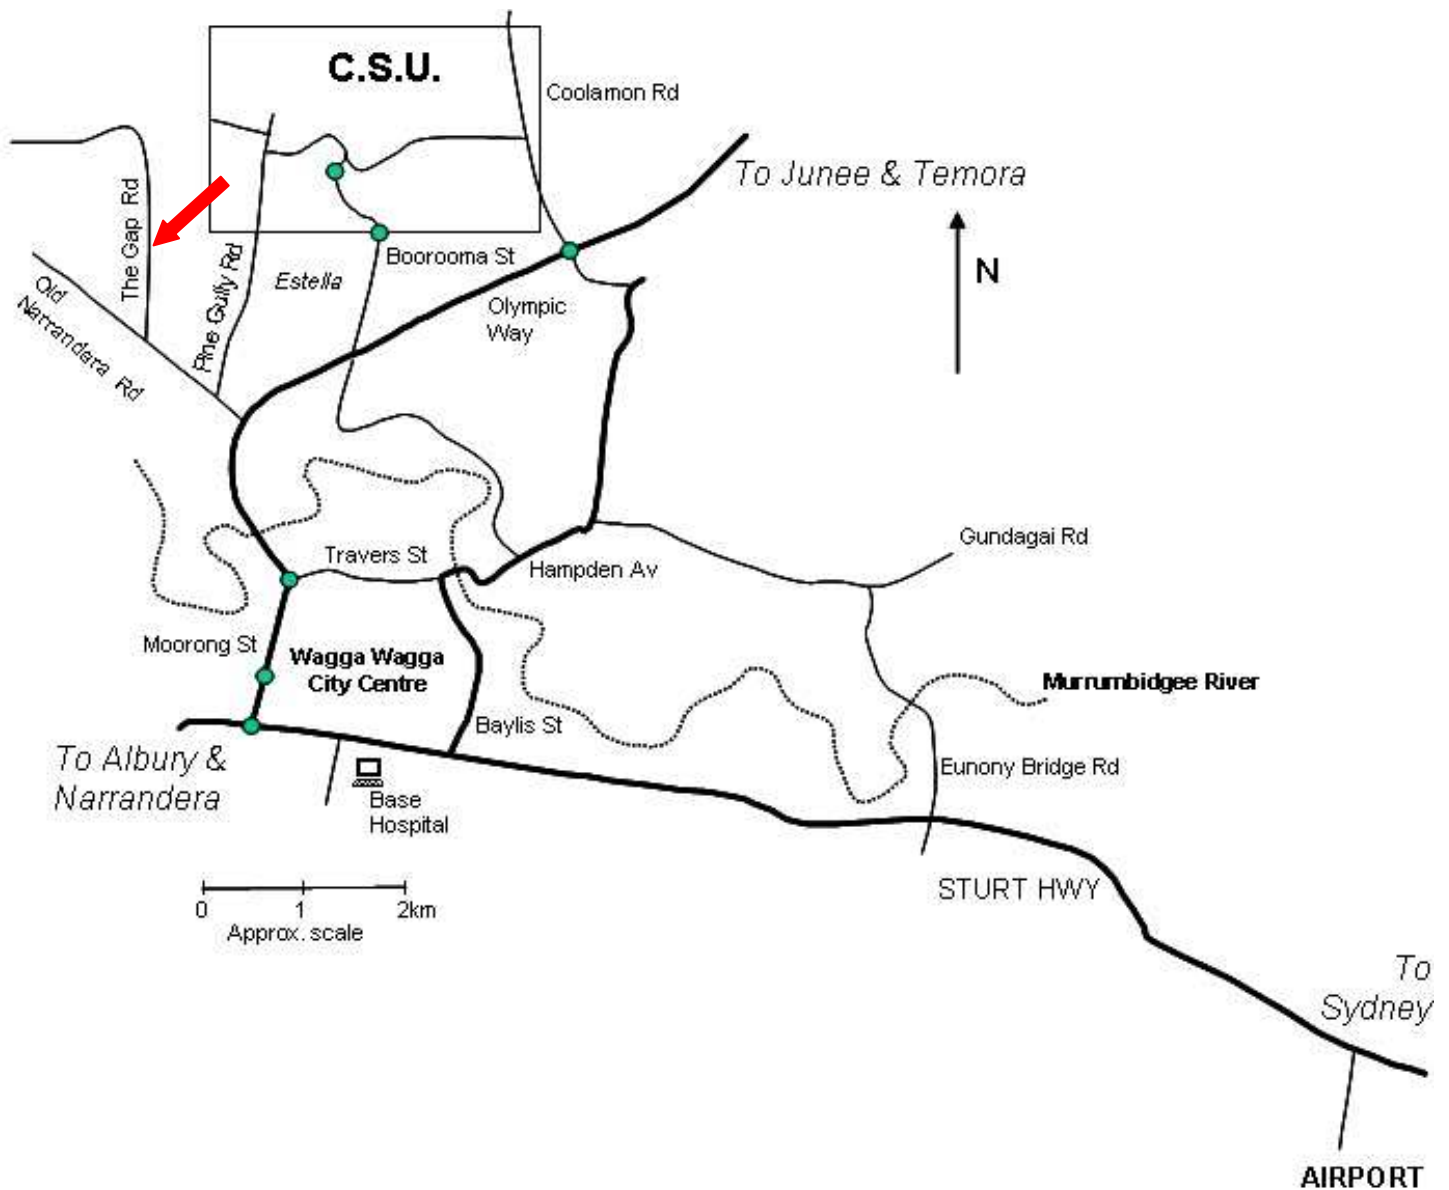 C.S.U.
Coolamon Rd
To Junee & Temora
The Gap Rd
Pine Gully Rd
Estella
Boorooma St
N
Old
Narrandera Rd
Olympic
Way
Gundagai Rd
Travers St
Hampden Av
Moorong St
Wagga Wagga
City Centre
Murrumbidgee River
Baylis St
To Albury &
Narrandera
Eunony Bridge Rd
Base
Hospital
STURT HWY
0 1 2km
Approx. scale
To
Sydney
AIRPORT